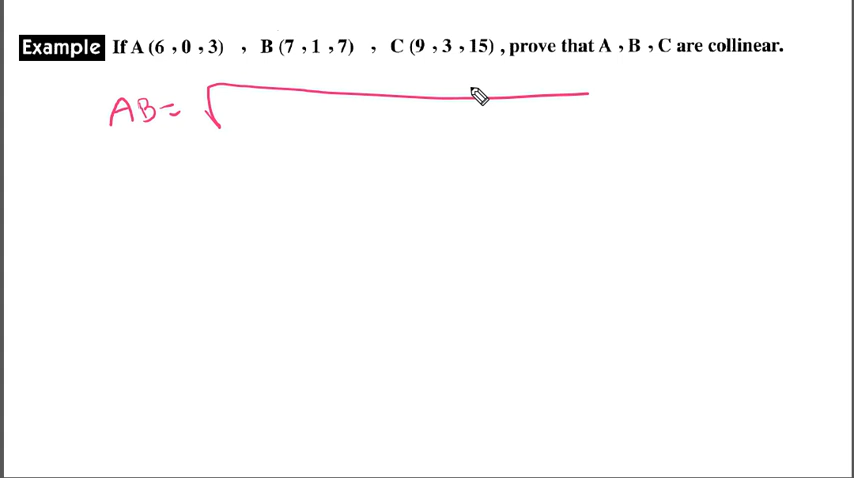 Example If A (6 , 0 , 3) , B (7 , 1 , 7) , C (9 , 3 , 15) , prove that A , B , C are collinear.
AB= √